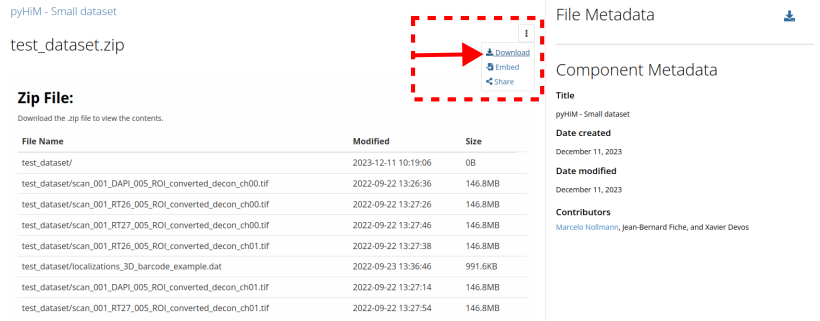 pyHiM - Small dataset
test_dataset.zip
Download
Embed
Share
Zip File:
Download the .zip file to view the contents.
File Name Modified Size
test_dataset/ 2023-12-11 10:19:06 0B
test_dataset/scan_001_DAPI_005_ROI_converted_decon_ch00.tif 2022-09-22 13:26:36 146.8MB
test_dataset/scan_001_RT26_005_ROI_converted_decon_ch00.tif 2022-09-22 13:27:26 146.8MB
test_dataset/scan_001_RT27_005_ROI_converted_decon_ch00.tif 2022-09-22 13:27:46 146.8MB
test_dataset/scan_001_RT26_005_ROI_converted_decon_ch01.tif 2022-09-22 13:27:38 146.8MB
test_dataset/localizations_3D_barcode_example.dat 2022-09-23 13:36:46 991.6KB
test_dataset/scan_001_DAPI_005_ROI_converted_decon_ch01.tif 2022-09-22 13:27:14 146.8MB
test_dataset/scan_001_RT27_005_ROI_converted_decon_ch01.tif 2022-09-22 13:27:54 146.8MB
File Metadata
Component Metadata
Title
pyHiM - Small dataset
Date created
December 11, 2023
Date modified
December 11, 2023
Contributors
Marcelo Nollmann, Jean-Bernard Fiche, and Xavier Devos